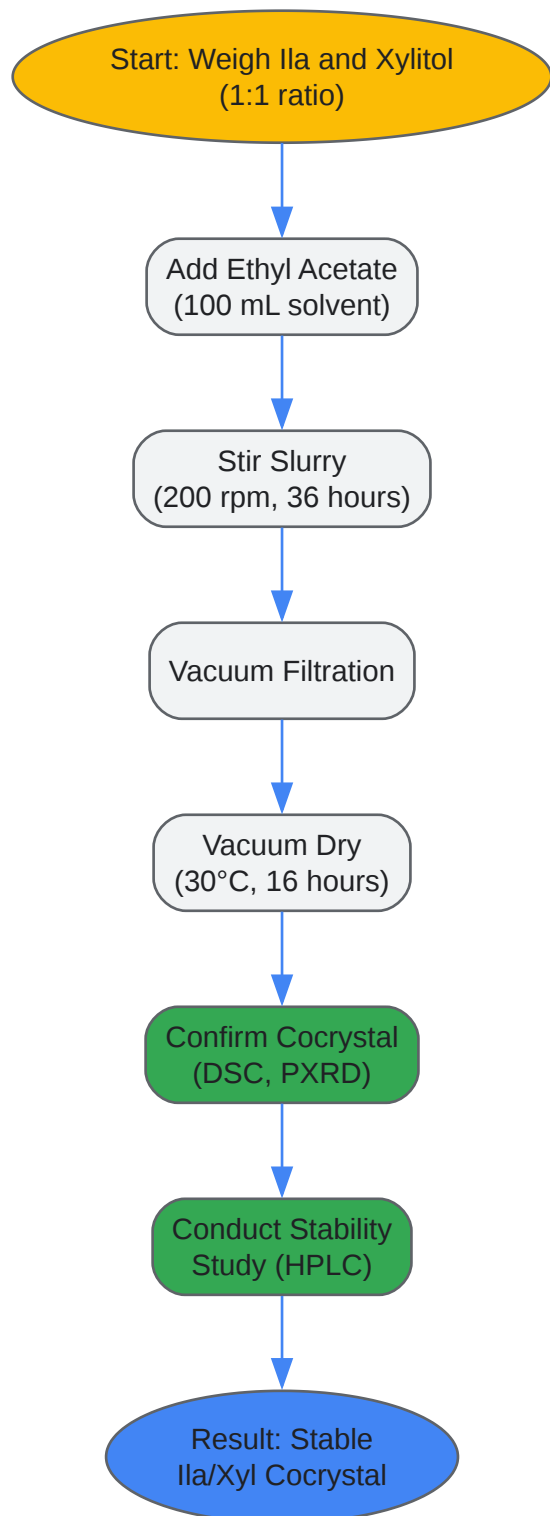 Start: Weigh Ila and Xylitol
(1:1 ratio)
Add Ethyl Acetate
(100 mL solvent)
Stir Slurry
(200 rpm, 36 hours)
Vacuum Filtration
Vacuum Dry
(30°C, 16 hours)
Confirm Cocrystal
(DSC, PXRD)
Conduct Stability
Study (HPLC)
Result: Stable
Ila/Xyl Cocrystal